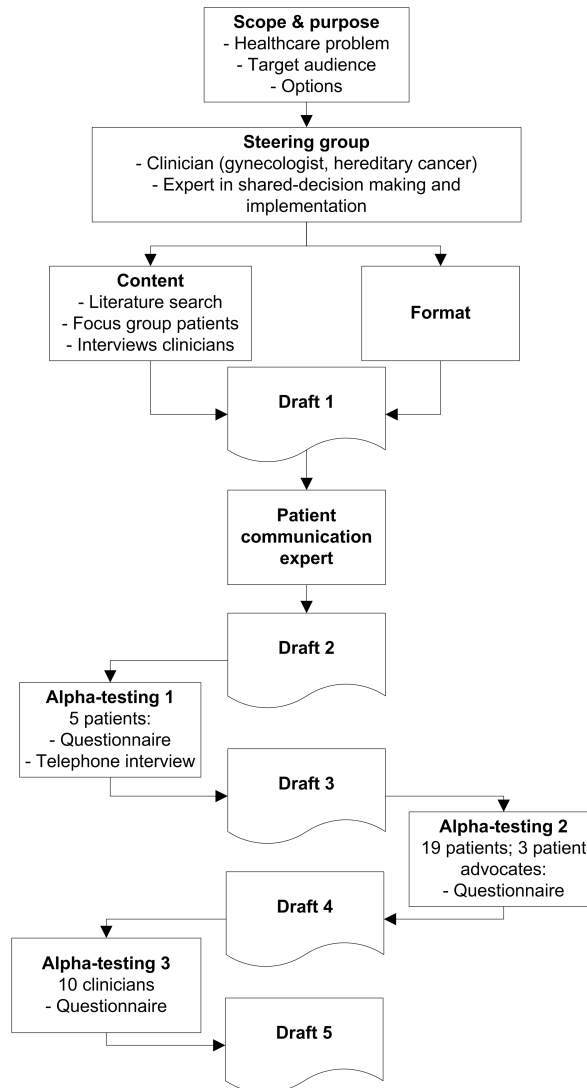 Scope & purpose
- Healthcare problem
- Target audience
- Options
Steering group
- Clinician (gynecologist, hereditary cancer)
- Expert in shared-decision making and
implementation
Content
- Literature search
- Focus group patients
- Interviews clinicians
Format
Draft 1
Patient
communication
expert
Draft 2
Alpha-testing 1
5 patients:
- Questionnaire
- Telephone interview
Draft 3
Alpha-testing 2
19 patients; 3 patient
advocates:
- Questionnaire
Draft 4
Alpha-testing 3
10 clinicians
- Questionnaire
Draft 5